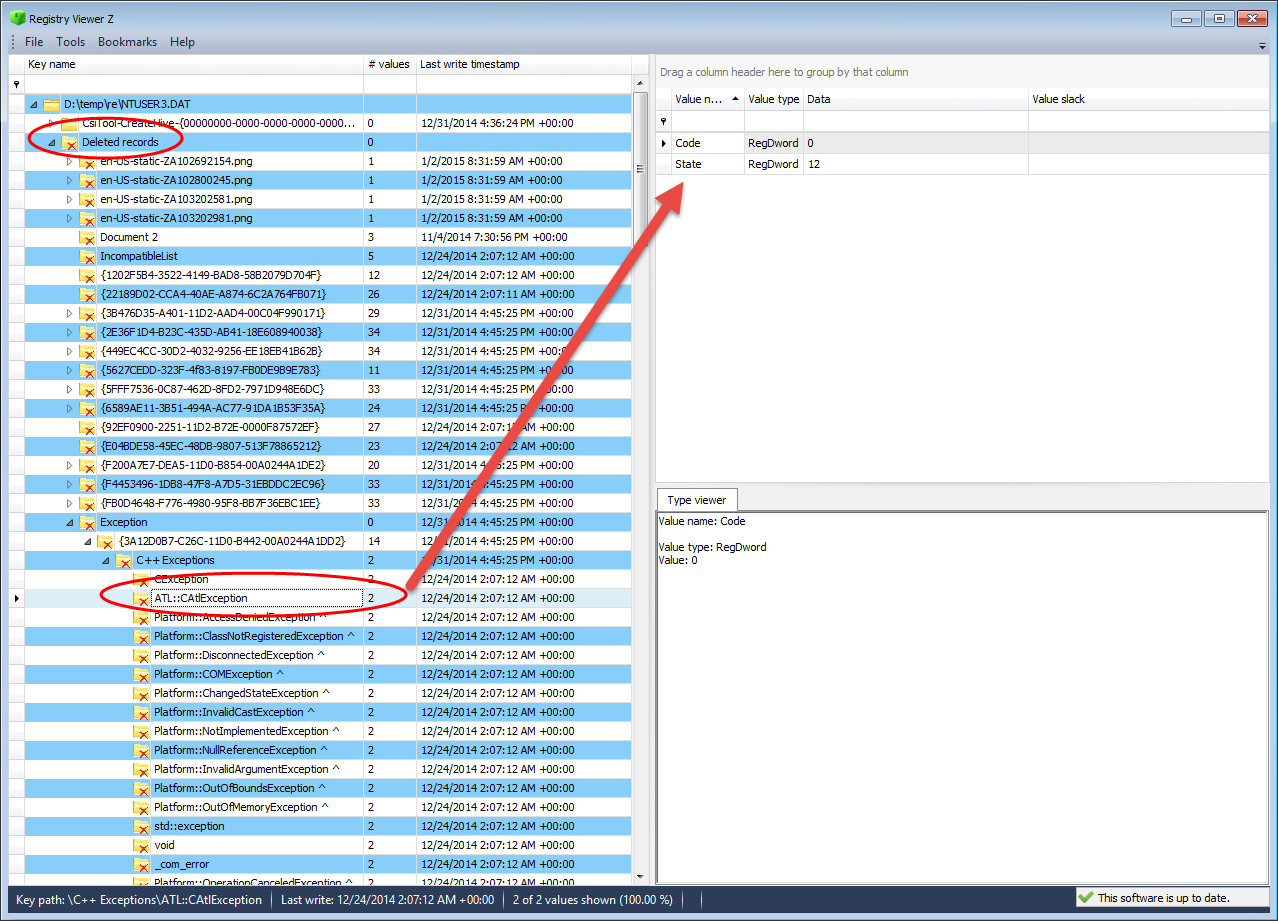 Registry Viewer Z
File Tools Bookmarks Help
Key name # values Last write timestamp
D:\temp\re\NTUSER3.DAT
CsiTool-CreateHive-{00000000-0000-0000-0000-0000... 0 12/31/2014 4:36:24 PM +00:00
Deleted records 0
en-US-static-ZA102692154.png 1 1/2/2015 8:31:59 AM +00:00
en-US-static-ZA102800245.png 1 1/2/2015 8:31:59 AM +00:00
en-US-static-ZA103202581.png 1 1/2/2015 8:31:59 AM +00:00
en-US-static-ZA103202981.png 1 1/2/2015 8:31:59 AM +00:00
Document 2 3 11/4/2014 7:30:56 PM +00:00
IncompatibleList 5 12/24/2014 2:07:12 AM +00:00
{1202F5B4-3522-4149-BAD8-58B2079D704F} 12 12/24/2014 2:07:12 AM +00:00
{22189D02-CCA4-40AE-A874-6C2A764FB071} 26 12/24/2014 2:07:11 AM +00:00
{3B476D35-A401-11D2-AAD4-00C04F990171} 29 12/31/2014 4:45:25 PM +00:00
{2E36F1D4-B23C-435D-AB41-18E608940038} 34 12/31/2014 4:45:25 PM +00:00
{449EC4CC-30D2-4032-9256-EE18EB41B62B} 34 12/31/2014 4:45:25 PM +00:00
{5627CEDD-323F-4f83-8197-FB0DE9B9E783} 11 12/31/2014 4:45:25 PM +00:00
{5FFF7536-0C87-462D-8FD2-7971D948E6DC} 33 12/31/2014 4:45:25 PM +00:00
{6589AE11-3B51-494A-AC77-91DA1B53F35A} 24 12/31/2014 4:45:25 PM +00:00
{92EF0900-2251-11D2-B72E-0000F87572EF} 27 12/24/2014 2:07:12 AM +00:00
{E04BDE58-45EC-48DB-9807-513F78865212} 23 12/24/2014 2:07:12 AM +00:00
{F200A7E7-DEA5-11D0-B854-00A0244A1DE2} 20 12/31/2014 4:45:25 PM +00:00
{F4453496-1DB8-47F8-A7D5-31EBDDC2EC96} 33 12/31/2014 4:45:25 PM +00:00
{FB0D4648-F776-4980-95F8-BB7F36EBC1EE} 33 12/31/2014 4:45:25 PM +00:00
Exception 0 12/31/2014 4:45:25 PM +00:00
{3A12D0B7-C26C-11D0-B442-00A0244A1DD2} 14 12/31/2014 4:45:25 PM +00:00
C++ Exceptions 2 12/31/2014 4:45:25 PM +00:00
CException 2 12/24/2014 2:07:12 AM +00:00
ATL::CAtlException 2 12/24/2014 2:07:12 AM +00:00
Platform::AccessDeniedException ^ 2 12/24/2014 2:07:12 AM +00:00
Platform::ClassNotRegisteredException ^ 2 12/24/2014 2:07:12 AM +00:00
Platform::DisconnectedException ^ 2 12/24/2014 2:07:12 AM +00:00
Platform::COMException ^ 2 12/24/2014 2:07:12 AM +00:00
Platform::ChangedStateException ^ 2 12/24/2014 2:07:12 AM +00:00
Platform::InvalidCastException ^ 2 12/24/2014 2:07:12 AM +00:00
Platform::NotImplementedException ^ 2 12/24/2014 2:07:12 AM +00:00
Platform::NullReferenceException ^ 2 12/24/2014 2:07:12 AM +00:00
Platform::InvalidArgumentException ^ 2 12/24/2014 2:07:12 AM +00:00
Platform::OutOfBoundsException ^ 2 12/24/2014 2:07:12 AM +00:00
Platform::OutOfMemoryException ^ 2 12/24/2014 2:07:12 AM +00:00
std::exception 2 12/24/2014 2:07:12 AM +00:00
void 2 12/24/2014 2:07:12 AM +00:00
_com_error 2 12/24/2014 2:07:12 AM +00:00
Platform::OperationCanceledException ^ 2 12/24/2014 2:07:12 AM +00:00
Drag a column header here to group by that column
Value n... Value type Data Value slack
Code RegDword 0
State RegDword 12
Type viewer
Value name: Code
Value type: RegDword
Value: 0
Key path: \C++ Exceptions\ATL::CAtlException Last write: 12/24/2014 2:07:12 AM +00:00 2 of 2 values shown (100.00 %)
This software is up to date.